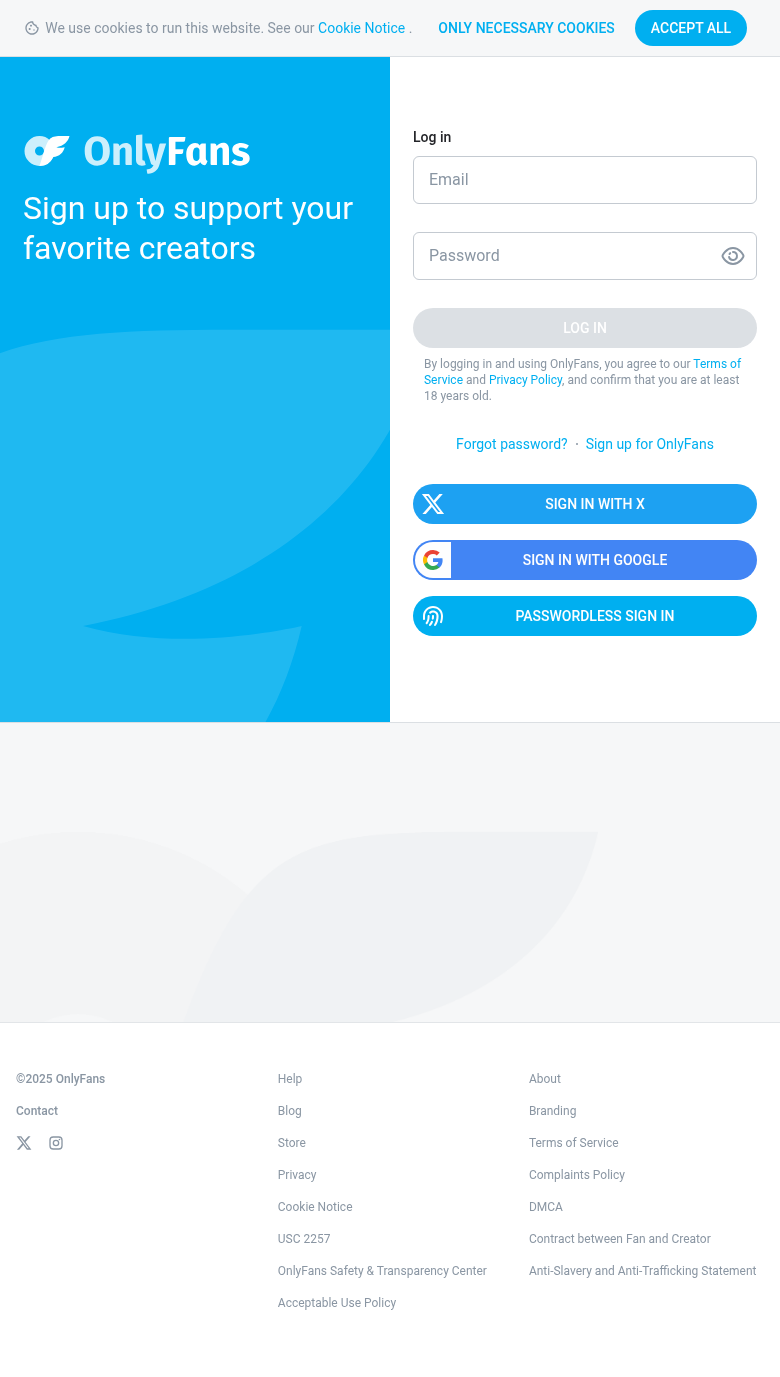 We use cookies to run this website. See our Cookie Notice .
ONLY NECESSARY COOKIES
ACCEPT ALL
OnlyFans
Sign up to support your
favorite creators
Log in
Email
Password
LOG IN
By logging in and using OnlyFans, you agree to our Terms of
Service and Privacy Policy, and confirm that you are at least
18 years old.
Forgot password? · Sign up for OnlyFans
SIGN IN WITH X
SIGN IN WITH GOOGLE
PASSWORDLESS SIGN IN
©2025 OnlyFans
Contact
Help
Blog
Store
Privacy
Cookie Notice
USC 2257
OnlyFans Safety & Transparency Center
Acceptable Use Policy
About
Branding
Terms of Service
Complaints Policy
DMCA
Contract between Fan and Creator
Anti-Slavery and Anti-Trafficking Statement